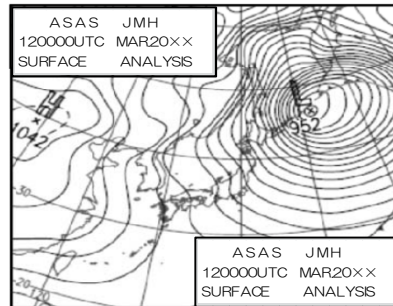 ASAS JMH
120000UTC MAR20××
SURFACE ANALYSIS
H
1042
L
952
30
20
ASAS JMH
120000UTC MAR20××
SURFACE ANALYSIS